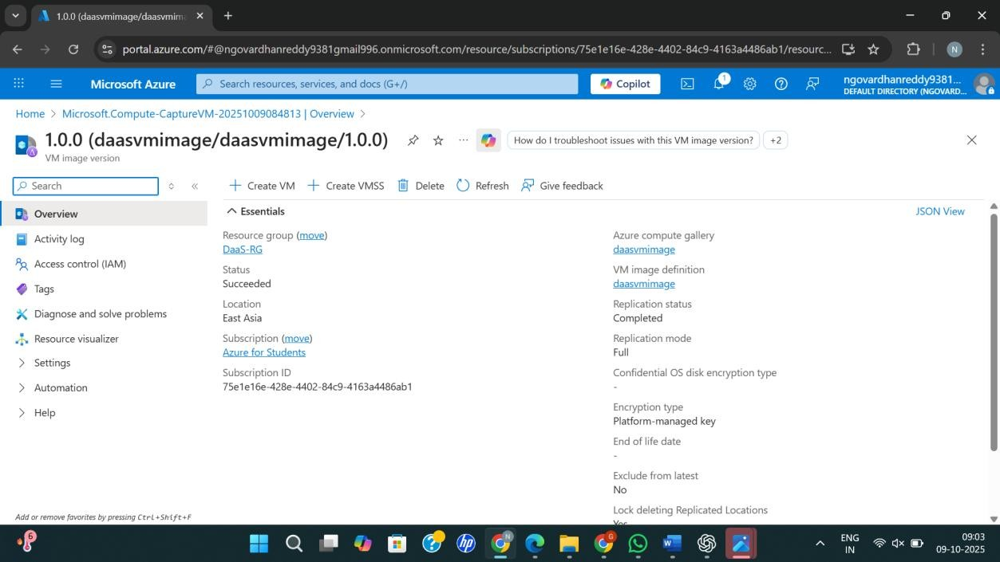 1.0.0 (daasvmimage/daasvmim
portal.azure.com/#@ngovardhanreddy9381gmail996.onmicrosoft.com/resource/subscriptions/75e1e16e-428e-4402-84c9-4163a4486ab1/resourc...
N
Microsoft Azure
Search resources, services, and docs (G+/)
Copilot
1
ngovardhanreddy9381...
DEFAULT DIRECTORY (NGOVARD...
Home > Microsoft.Compute-CaptureVM-20251009084813 | Overview >
1.0.0 (daasvmimage/daasvmimage/1.0.0)
...
How do I troubleshoot issues with this VM image version?
+2
VM image version
Search
Create VM
Create VMSS
Delete
Refresh
Give feedback
Overview
Activity log
Access control (IAM)
Tags
Diagnose and solve problems
Resource visualizer
Settings
Automation
Help
Add or remove favorites by pressing Ctrl+Shift+F
Essentials
JSON View
Resource group (move)
DaaS-RG
Status
Succeeded
Location
East Asia
Subscription (move)
Azure for Students
Subscription ID
75e1e16e-428e-4402-84c9-4163a4486ab1
Azure compute gallery
daasvmimage
VM image definition
daasvmimage
Replication status
Completed
Replication mode
Full
Confidential OS disk encryption type
-
Encryption type
Platform-managed key
End of life date
-
Exclude from latest
No
Lock deleting Replicated Locations
Yes
6
hp
N
G
W
ENG
IN
09:03
09-10-2025